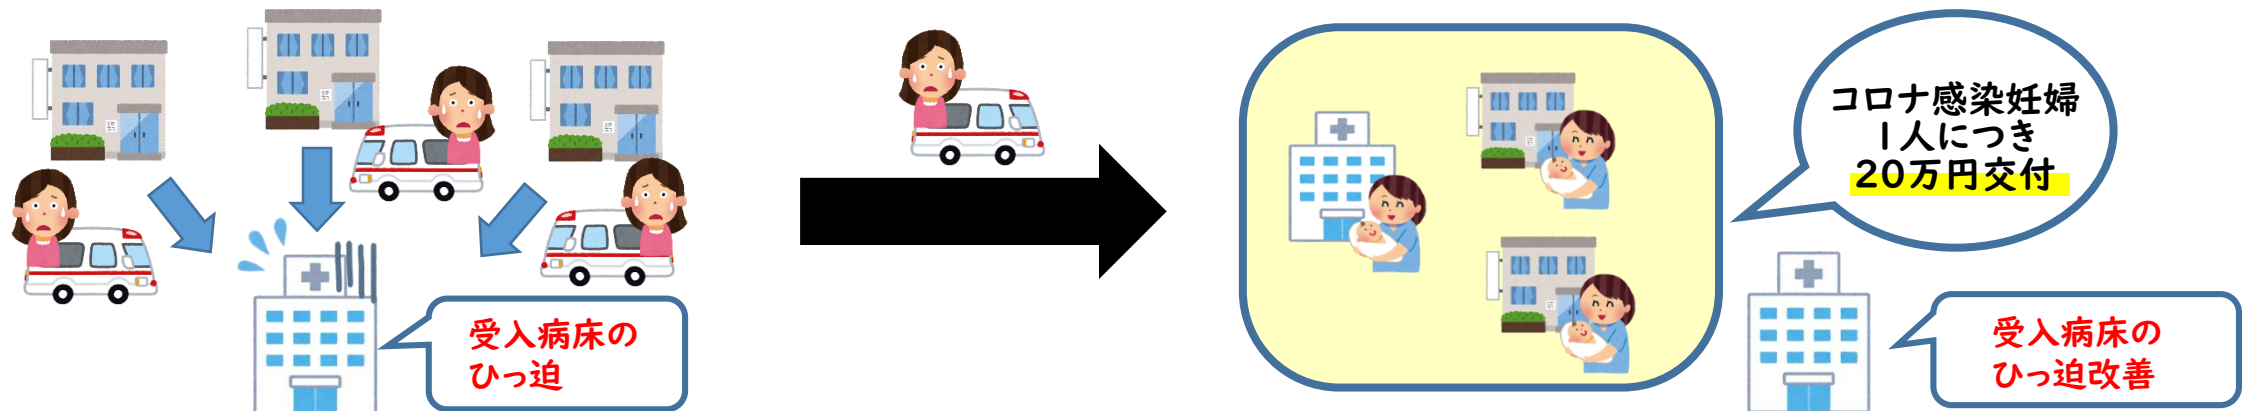 受入病床の
ひっ迫
コロナ感染妊婦
1人につき
20万円交付
受入病床の
ひっ迫改善